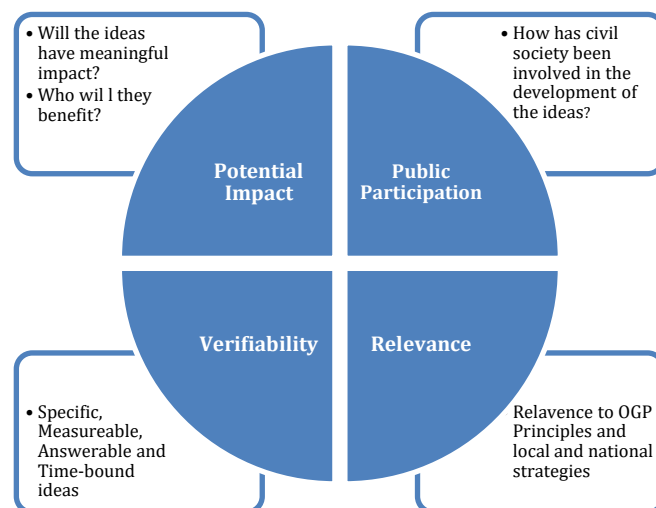 • Will the ideas
have meaningful
impact?
• Who wil l they
benefit?
• How has civil
society been
involved in the
development of
the ideas?
Potential
Impact
Public
Participation
Verifiability
Relevance
• Specific,
Measureable,
Answerable and
Time-bound
ideas
Relavence to OGP
Principles and
local and national
strategies